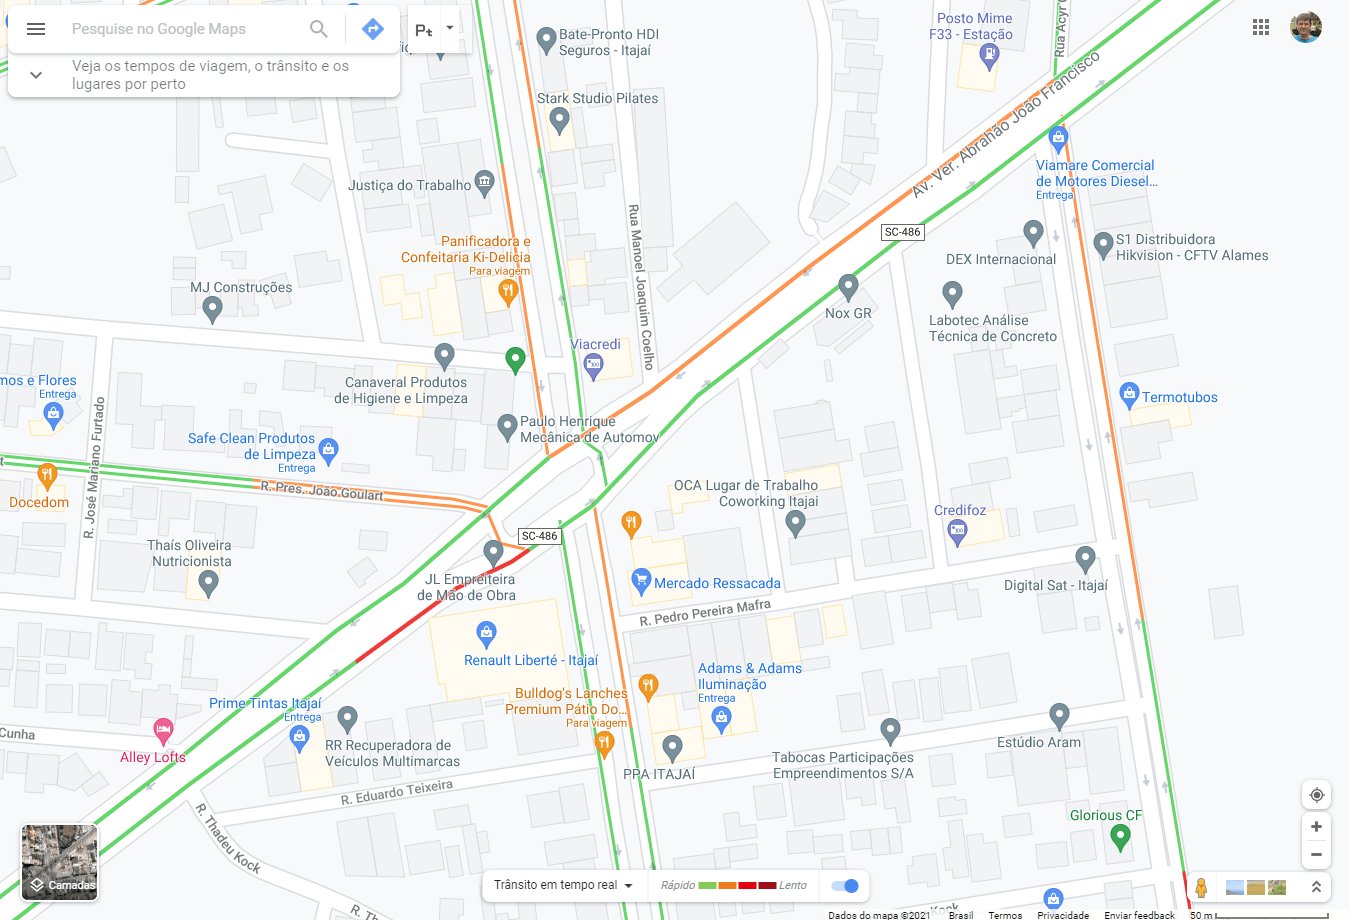 Pesquise no Google Maps
Veja os tempos de viagem, o trânsito e os
lugares por perto
Bate-Pronto HDI
Seguros - Itajaí
Posto Mime
F33 - Estação
Rua Acyr
Av. Ver. Abrahão João Francisco
Stark Studio Pilates
Justiça do Trabalho
Viamare Comercial
de Motores Diesel...
Entrega
Panificadora e
Confeitaria Ki-Delicia
Para viagem
Rua Manoel Joaquim Coelho
SC-486
DEX Internacional
S1 Distribuidora
Hikvision - CFTV Alames
MJ Construções
Nox GR
Labotec Análise
Técnica de Concreto
Viacredi
mos e Flores
Entrega
Canaveral Produtos
de Higiene e Limpeza
Termotubos
R. José Mariano Furtado
Paulo Henrique
Mecânica de Automov
Safe Clean Produtos
de Limpeza
Entrega
Docedom
R. Pres. João Goulart
OCA Lugar de Trabalho
Coworking Itajai
Credifoz
SC-486
Thaís Oliveira
Nutricionista
JL Empreiteira
de Mão de Obra
Mercado Ressacada
Digital Sat - Itajaí
R. Pedro Pereira Mafra
Renault Liberté - Itajaí
Adams & Adams
Iluminação
Entrega
Bulldog's Lanches
Premium Pátio Do...
Para viagem
Prime Tintas Itajaí
Entrega
Cunha
Alley Lofts
RR Recuperadora de
Veículos Multimarcas
PPA ITAJAÍ
Tabocas Participações
Empreendimentos S/A
Estúdio Aram
R. Eduardo Teixeira
R. Thadeu Kock
Glorious CF
Camadas
Trânsito em tempo real
Rápido
Lento
R. Th
Kock
Dados do mapa ©2021
Brasil
Termos
Privacidade
Enviar feedback
50 m